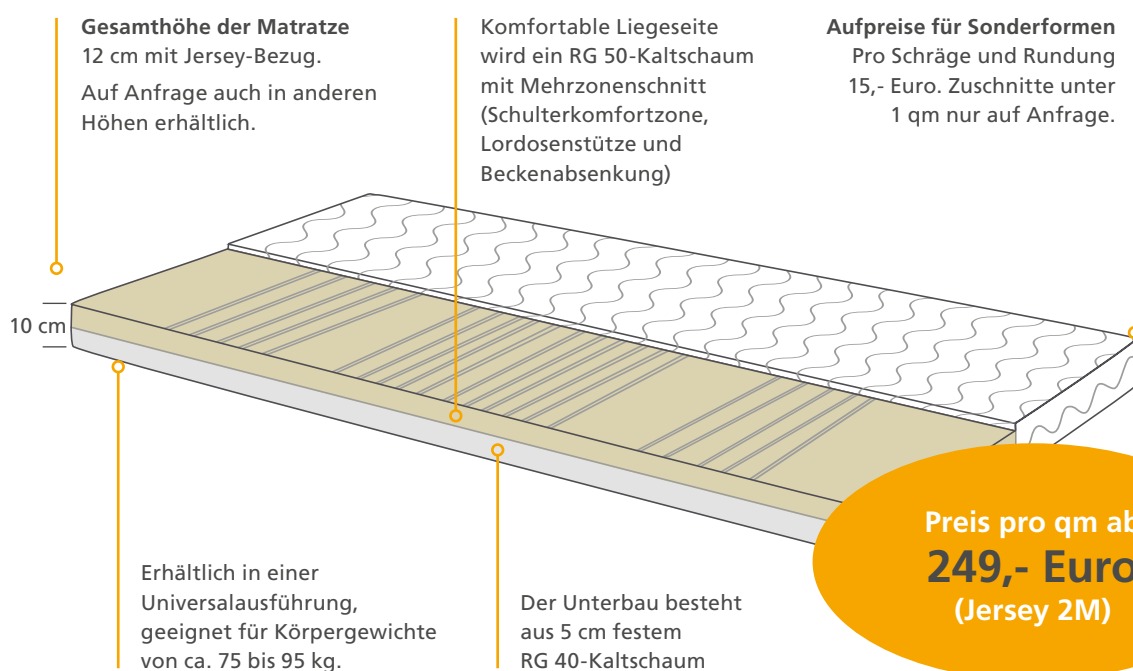 Gesamthöhe der Matratze
12 cm mit Jersey-Bezug.
Auf Anfrage auch in anderen
Höhen erhältlich.
Komfortable Liegeseite
wird ein RG 50-Kaltschaum
mit Mehrzonenschnitt
(Schulterkomfortzone,
Lordosenstütze und
Beckenabsenkung)
Aufpreise für Sonderformen
Pro Schräge und Rundung
15,- Euro. Zuschnitte unter
1 qm nur auf Anfrage.
10 cm
Erhältlich in einer
Universalausführung,
geeignet für Körpergewichte
von ca. 75 bis 95 kg.
Der Unterbau besteht
aus 5 cm festem
RG 40-Kaltschaum
Preis pro qm ab
249,- Euro
(Jersey 2M)